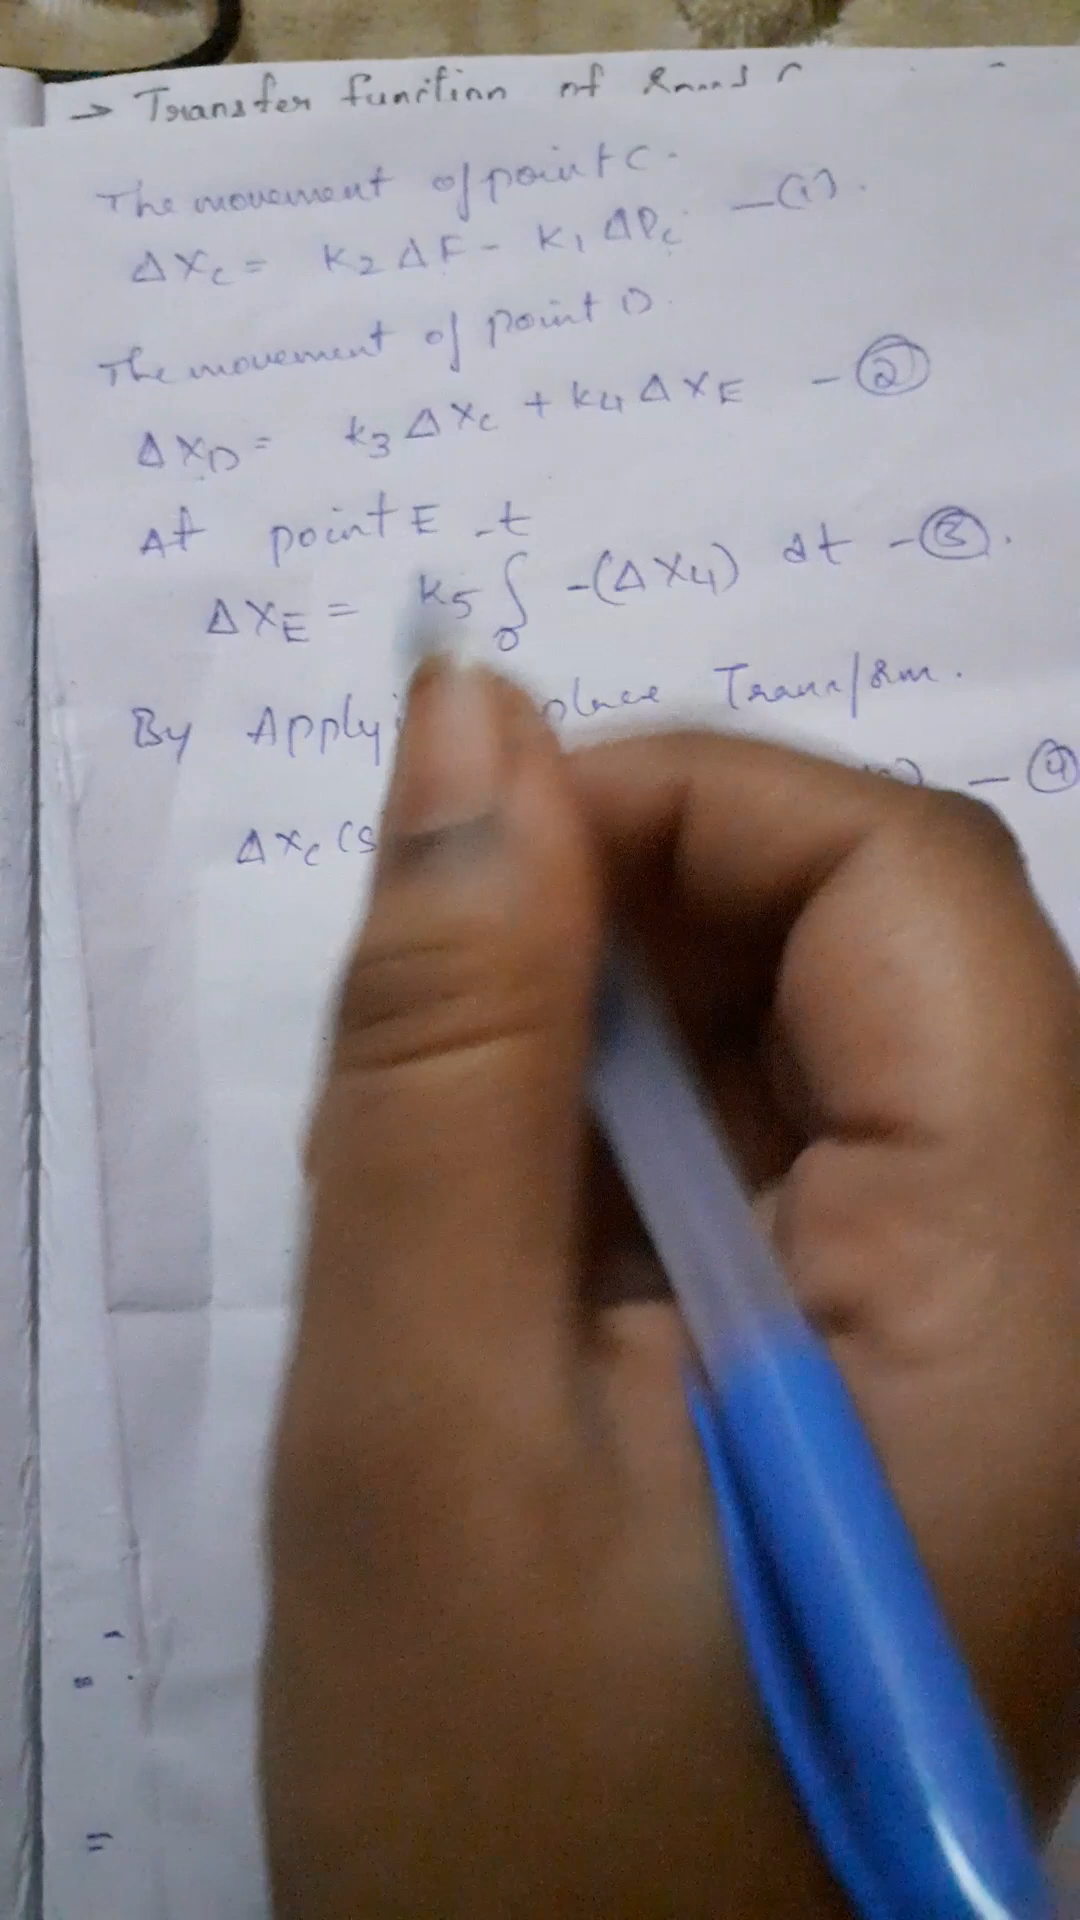 → Transfer function of
The movement of point C.
ΔXc = K2 ΔF - K1 ΔPc -(1).
The movement of point D.
ΔXD = K3 ΔXc + K4 ΔXE - (2)
At point E
ΔXE = K5 ∫0t -(ΔX4) dt - (3).
By Apply Transform.
ΔXc(S - (4)